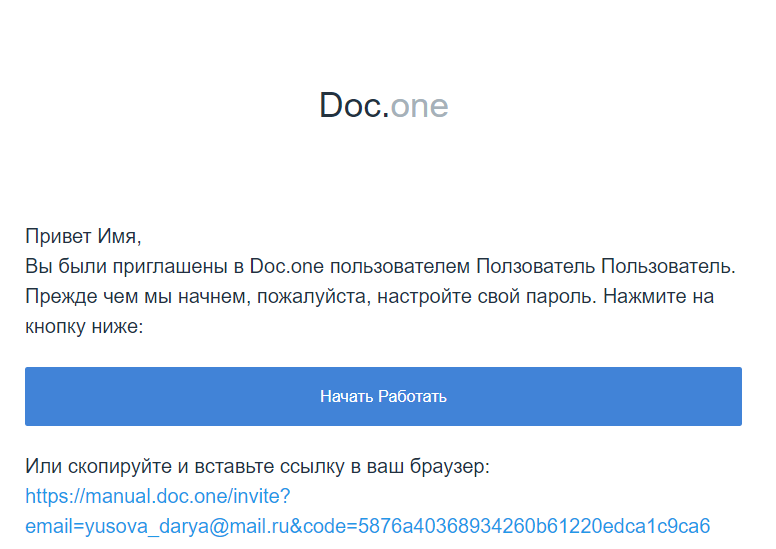 Doc.one
Привет Имя,
Вы были приглашены в Doc.one пользователем Ползователь Пользователь.
Прежде чем мы начнем, пожалуйста, настройте свой пароль. Нажмите на
кнопку ниже:
Начать Работать
Или скопируйте и вставьте ссылку в ваш браузер:
https://manual.doc.one/invite?
email=yusova_darya@mail.ru&code=5876a40368934260b61220edca1c9ca6